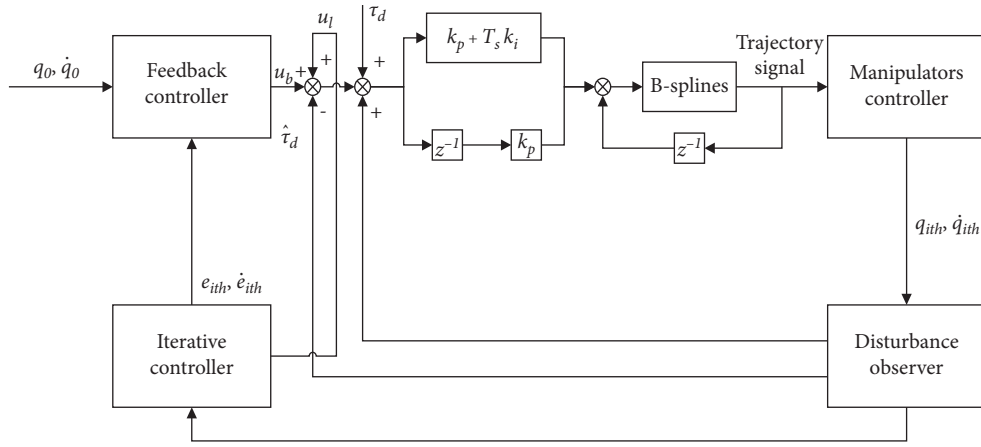 q₀, q̇₀
Feedback
controller
u_b
+
u_l
+
-
τ̂_d
τ_d
+
+
k_p + T_s k_i
z⁻¹
k_p
B-splines
z⁻¹
Trajectory
signal
Manipulators
controller
q_ith, q̇_ith
e_ith, ė_ith
Iterative
controller
Disturbance
observer